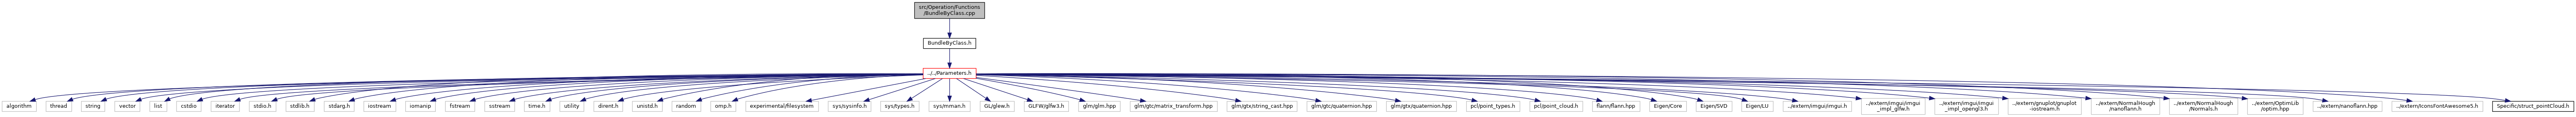 src/Operation/Functions
/BundleByClass.cpp
BundleByClass.h
../../Parameters.h
algorithm
thread
string
vector
list
cstdio
iterator
stdio.h
stdlib.h
stdarg.h
iostream
iomanip
fstream
sstream
time.h
utility
dirent.h
unistd.h
random
omp.h
experimental/filesystem
sys/sysinfo.h
sys/types.h
sys/mman.h
GL/glew.h
GLFW/glfw3.h
glm/glm.hpp
glm/gtc/matrix_transform.hpp
glm/gtx/string_cast.hpp
glm/gtc/quaternion.hpp
glm/gtx/quaternion.hpp
pcl/point_types.h
pcl/point_cloud.h
flann/flann.hpp
Eigen/Core
Eigen/SVD
Eigen/LU
../extern/imgui/imgui.h
../extern/imgui/imgui
_impl_glfw.h
../extern/imgui/imgui
_impl_opengl3.h
../extern/gnuplot/gnuplot
-iostream.h
../extern/NormalHough
/nanoflann.h
../extern/NormalHough
/Normals.h
../extern/OptimLib
/optim.hpp
../extern/nanoflann.hpp
../extern/IconsFontAwesome5.h
Specific/struct_pointCloud.h